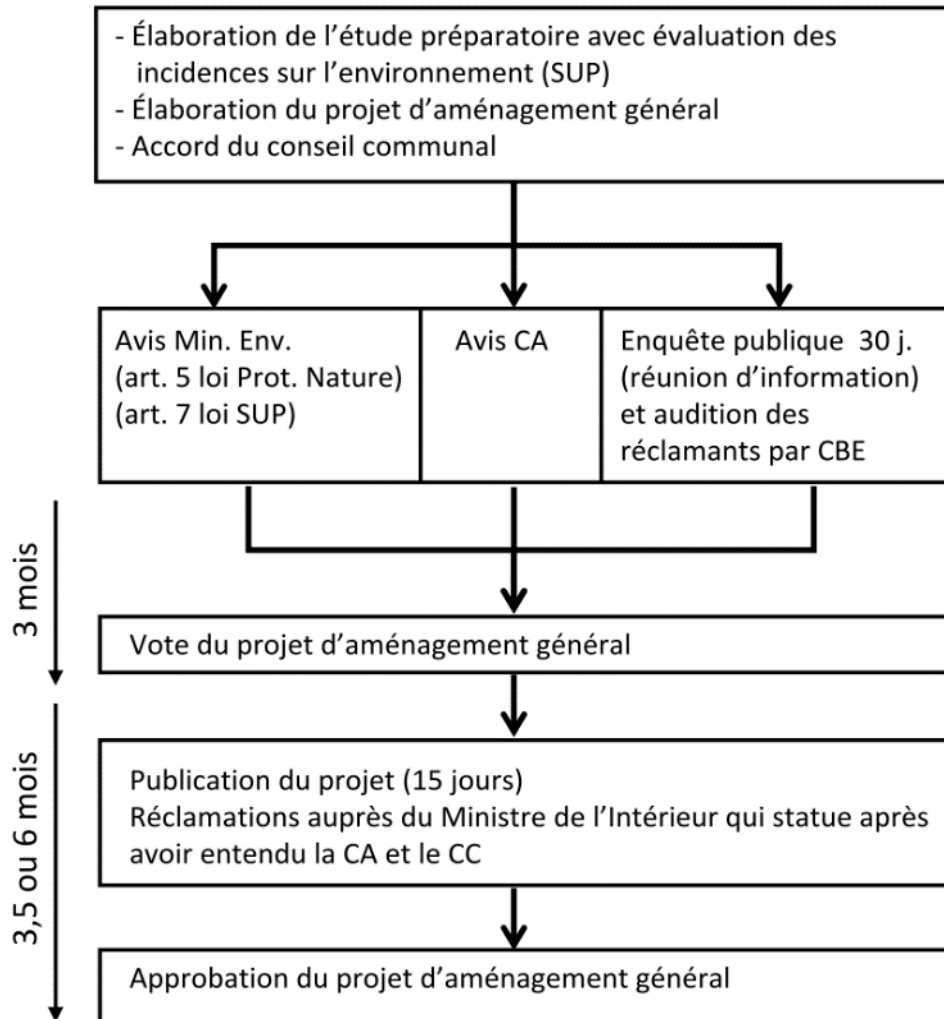 - Élaboration de l’étude préparatoire avec évaluation des
incidences sur l’environnement (SUP)
- Élaboration du projet d’aménagement général
- Accord du conseil communal
Avis Min. Env.
(art. 5 loi Prot. Nature)
(art. 7 loi SUP)
Avis CA
Enquête publique 30 j.
(réunion d’information)
et audition des
réclamants par CBE
3 mois
Vote du projet d’aménagement général
3,5 ou 6 mois
Publication du projet (15 jours)
Réclamations auprès du Ministre de l’Intérieur qui statue après
avoir entendu la CA et le CC
Approbation du projet d’aménagement général